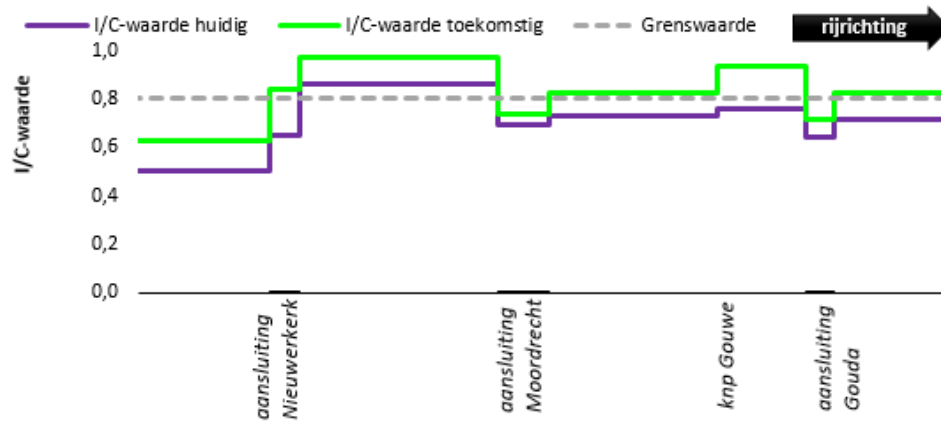 I/C-waarde huidig I/C-waarde toekomstig Grenswaarde rijrichting
I/C-waarde
1,0
0,8
0,6
0,4
0,2
0,0
aansluiting
Nieuwerkerk
aansluiting
Moordrecht
knp Gouwe
aansluiting
Gouda